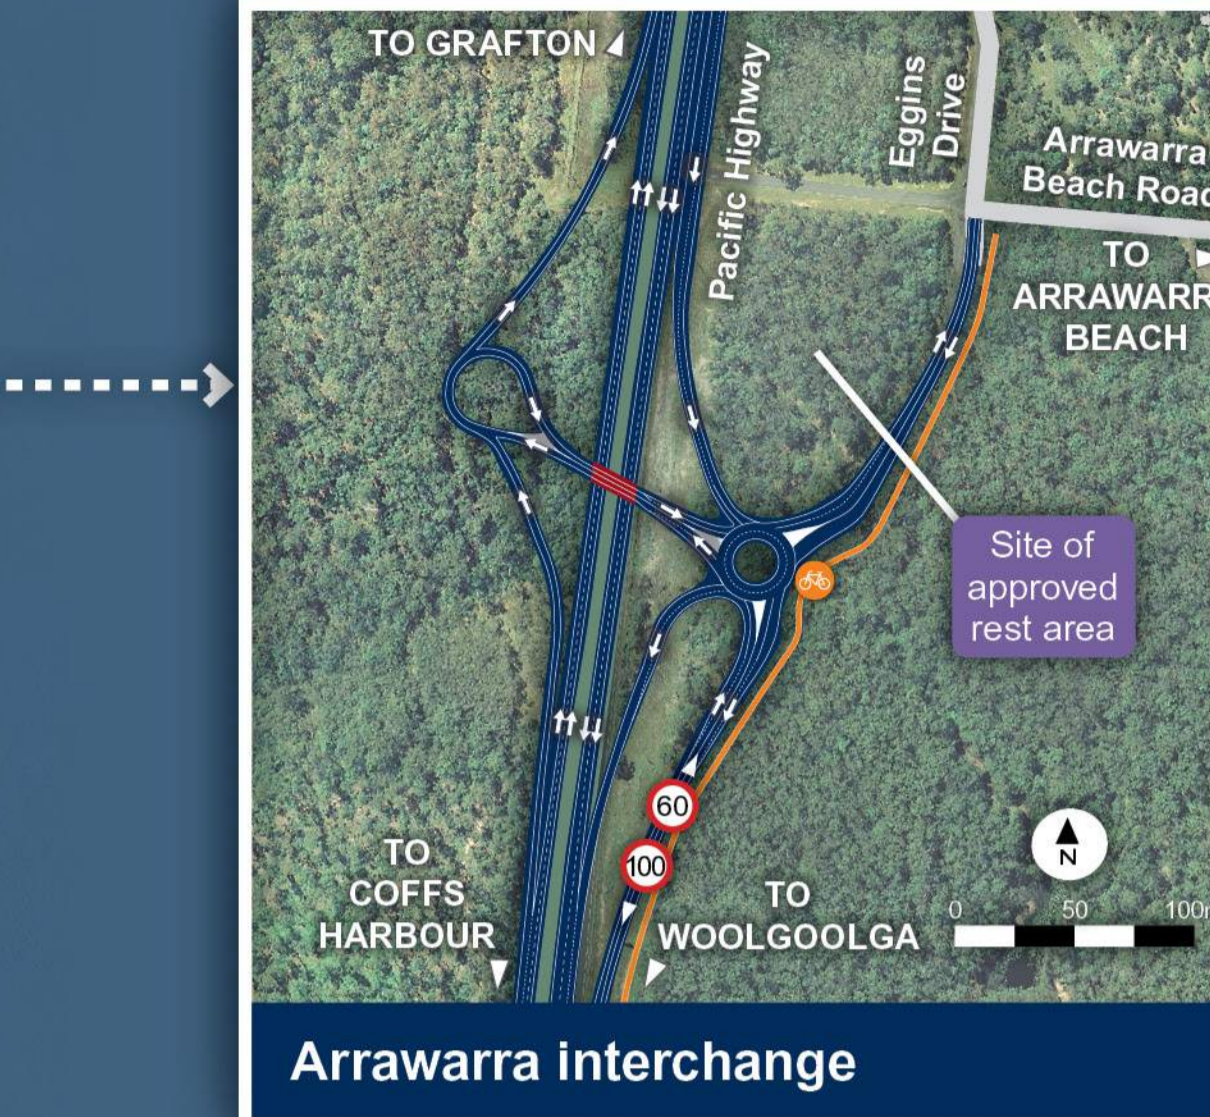 TO GRAFTON
Pacific Highway
Eggins
Drive
Arrawarra
Beach Road
TO
ARRAWARR
BEACH
Site of
approved
rest area
60
100
TO
COFFS
HARBOUR
TO
WOOLGOOLGA
N
0 50 100m
Arrawarra interchange